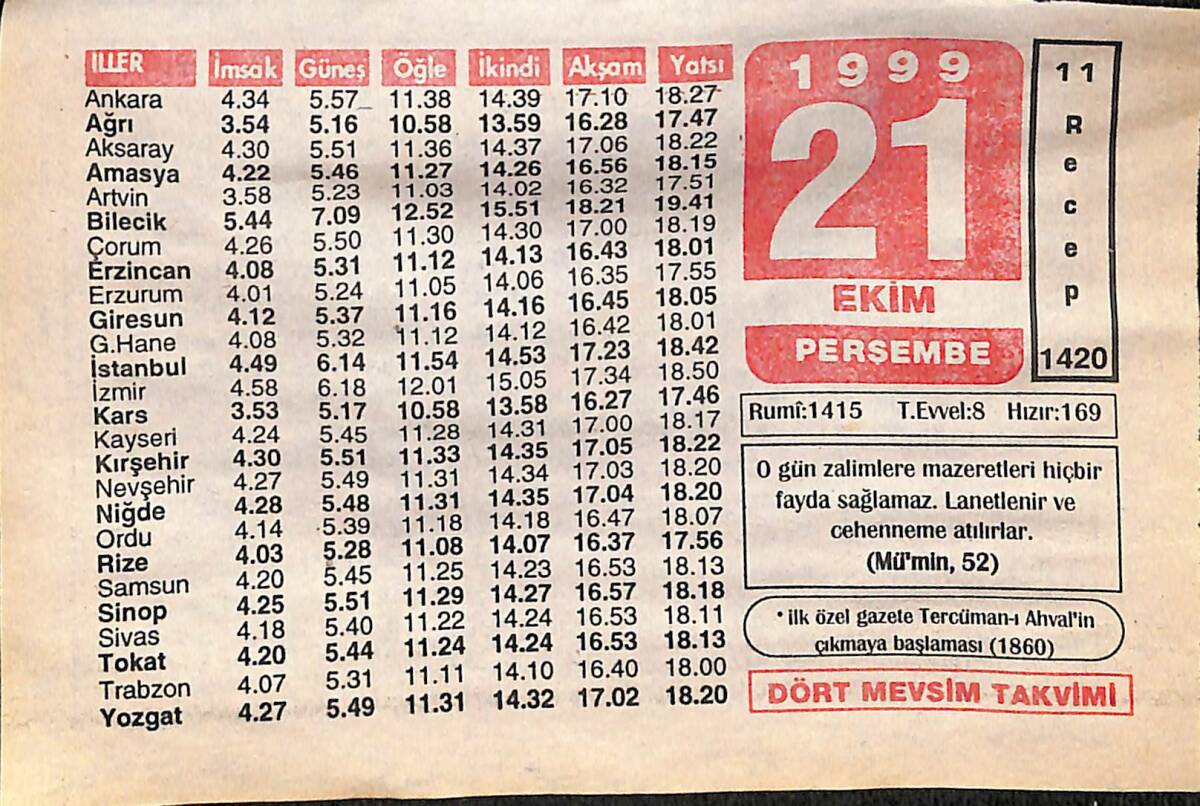 İLLER İmsak Güneş Öğle İkindi Akşam Yatsı
Ankara 4.34 5.57 11.38 14.39 17.10 18.27
Ağrı 3.54 5.16 10.58 13.59 16.28 17.47
Aksaray 4.30 5.51 11.36 14.37 17.06 18.22
Amasya 4.22 5.46 11.27 14.26 16.56 18.15
Artvin 3.58 5.23 11.03 14.02 16.32 17.51
Bilecik 5.44 7.09 12.52 15.51 18.21 19.41
Çorum 4.26 5.50 11.30 14.30 17.00 18.19
Erzincan 4.08 5.31 11.12 14.13 16.43 18.01
Erzurum 4.01 5.24 11.05 14.06 16.35 17.55
Giresun 4.12 5.37 11.16 14.16 16.45 18.05
G.Hane 4.08 5.32 11.12 14.12 16.42 18.01
İstanbul 4.49 6.14 11.54 14.53 17.23 18.42
İzmir 4.58 6.18 12.01 15.05 17.34 18.50
Kars 3.53 5.17 10.58 13.58 16.27 17.46
Kayseri 4.24 5.45 11.28 14.31 17.00 18.17
Kırşehir 4.30 5.51 11.33 14.35 17.05 18.22
Nevşehir 4.27 5.49 11.31 14.34 17.03 18.20
Niğde 4.28 5.48 11.31 14.35 17.04 18.20
Ordu 4.14 5.39 11.18 14.18 16.47 18.07
Rize 4.03 5.28 11.08 14.07 16.37 17.56
Samsun 4.20 5.45 11.25 14.23 16.53 18.13
Sinop 4.25 5.51 11.29 14.27 16.57 18.18
Sivas 4.18 5.40 11.22 14.24 16.53 18.11
Tokat 4.20 5.44 11.24 14.24 16.53 18.13
Trabzon 4.07 5.31 11.11 14.10 16.40 18.00
Yozgat 4.27 5.49 11.31 14.32 17.02 18.20
1999
21
EKİM
PERŞEMBE
11
Recep
1420
Rumî:1415 T.Evvel:8 Hızır:169
O gün zalimlere mazeretleri hiçbir
fayda sağlamaz. Lanetlenir ve
cehenneme atılırlar.
(Mü'min, 52)
• İlk özel gazete Tercüman-ı Ahval'in
çıkmaya başlaması (1860)
DÖRT MEVSİM TAKVİMİ